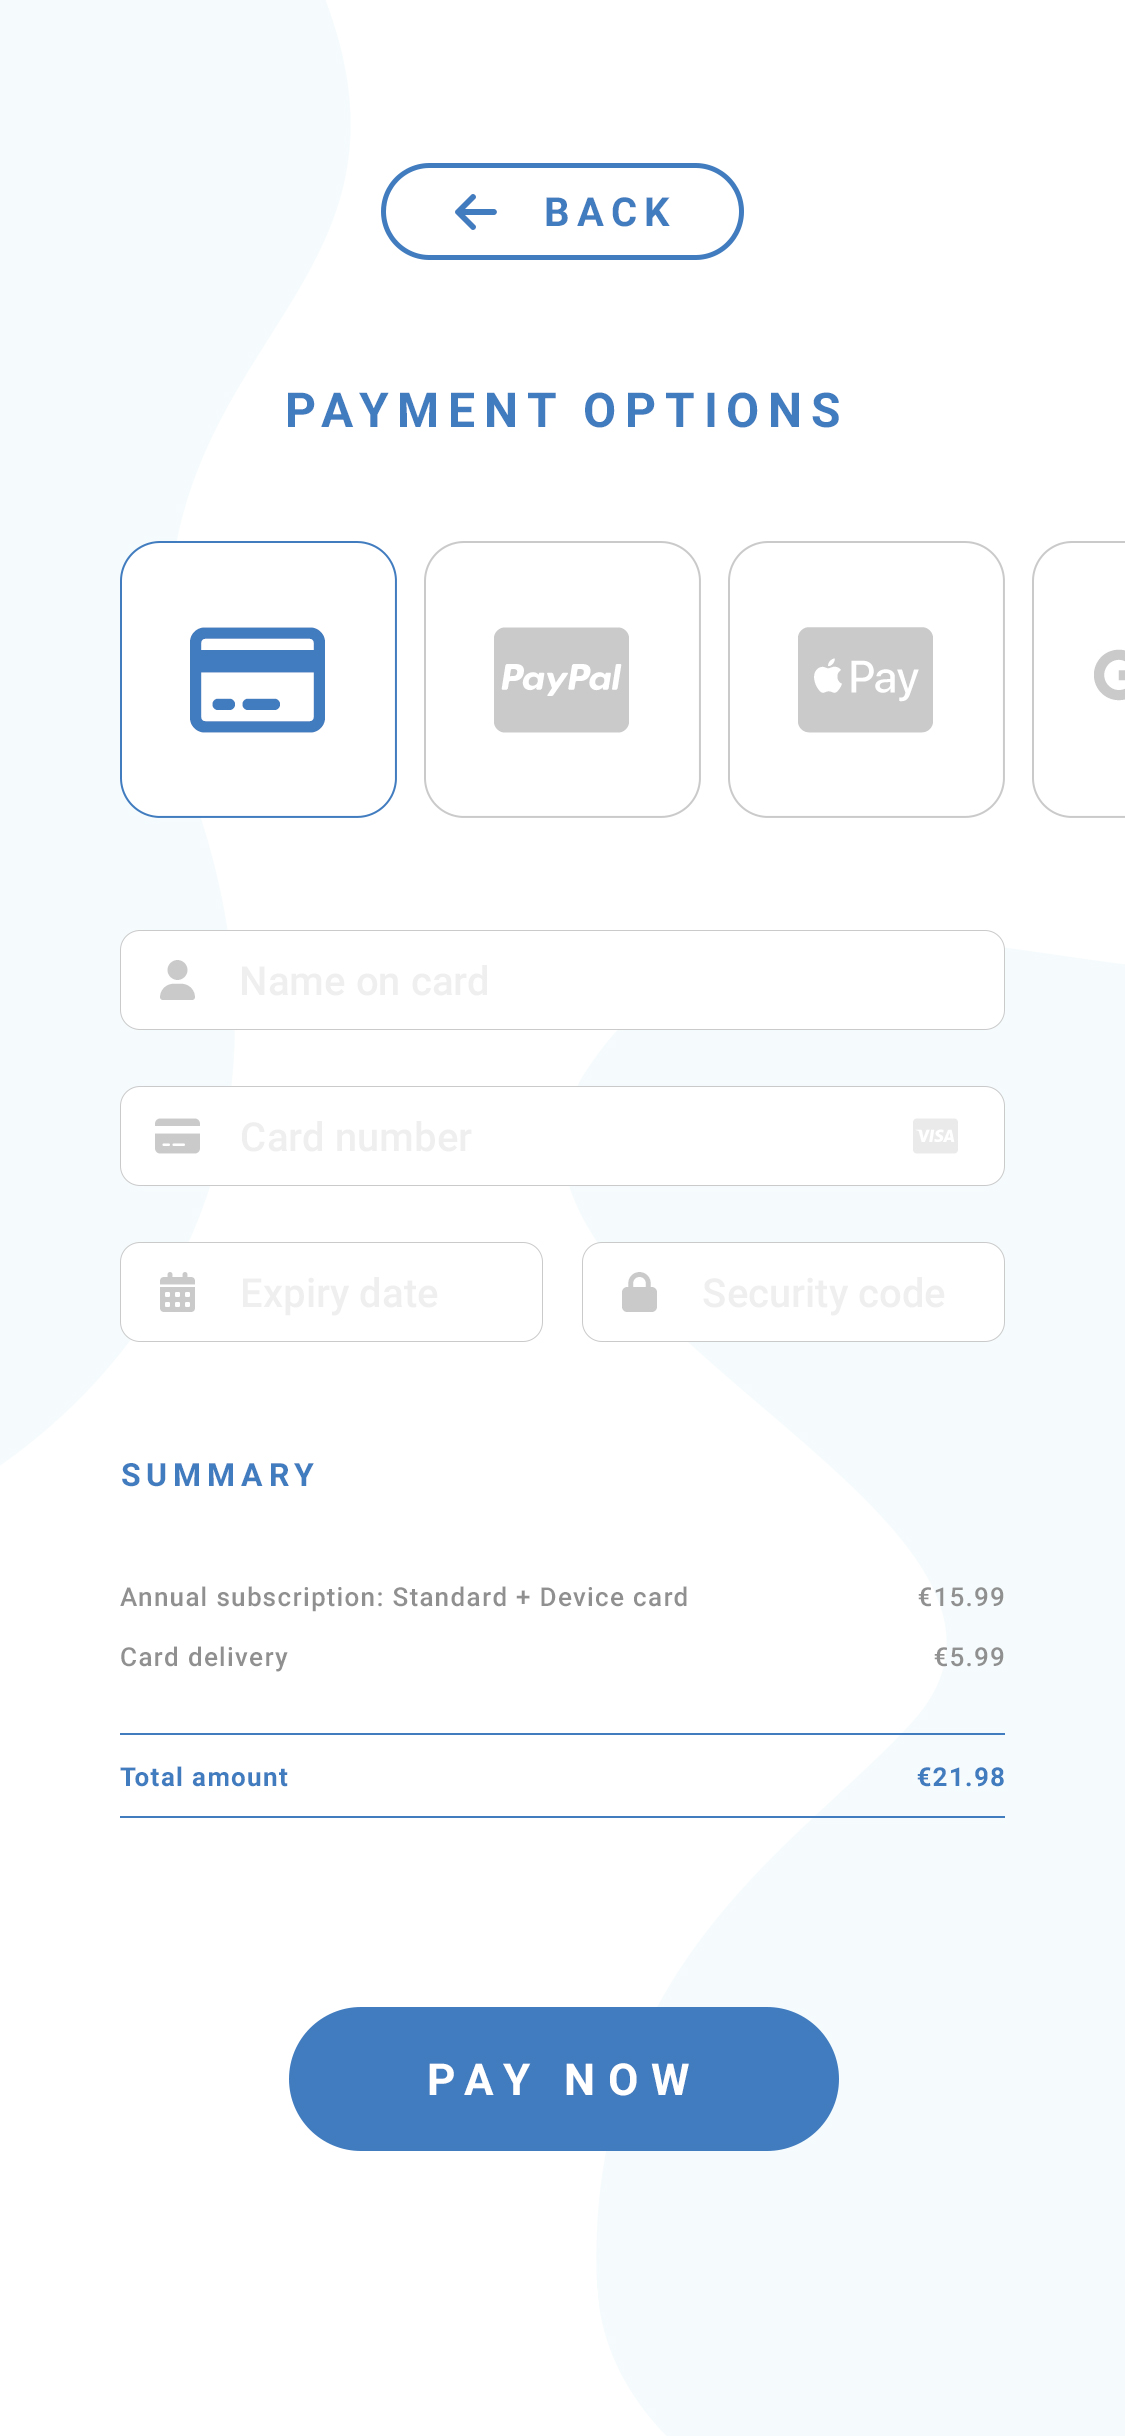 BACK
PAYMENT OPTIONS
PayPal
Pay
G
Name on card
Card number
VISA
Expiry date
Security code
SUMMARY
Annual subscription: Standard + Device card €15.99
Card delivery €5.99
Total amount €21.98
PAY NOW